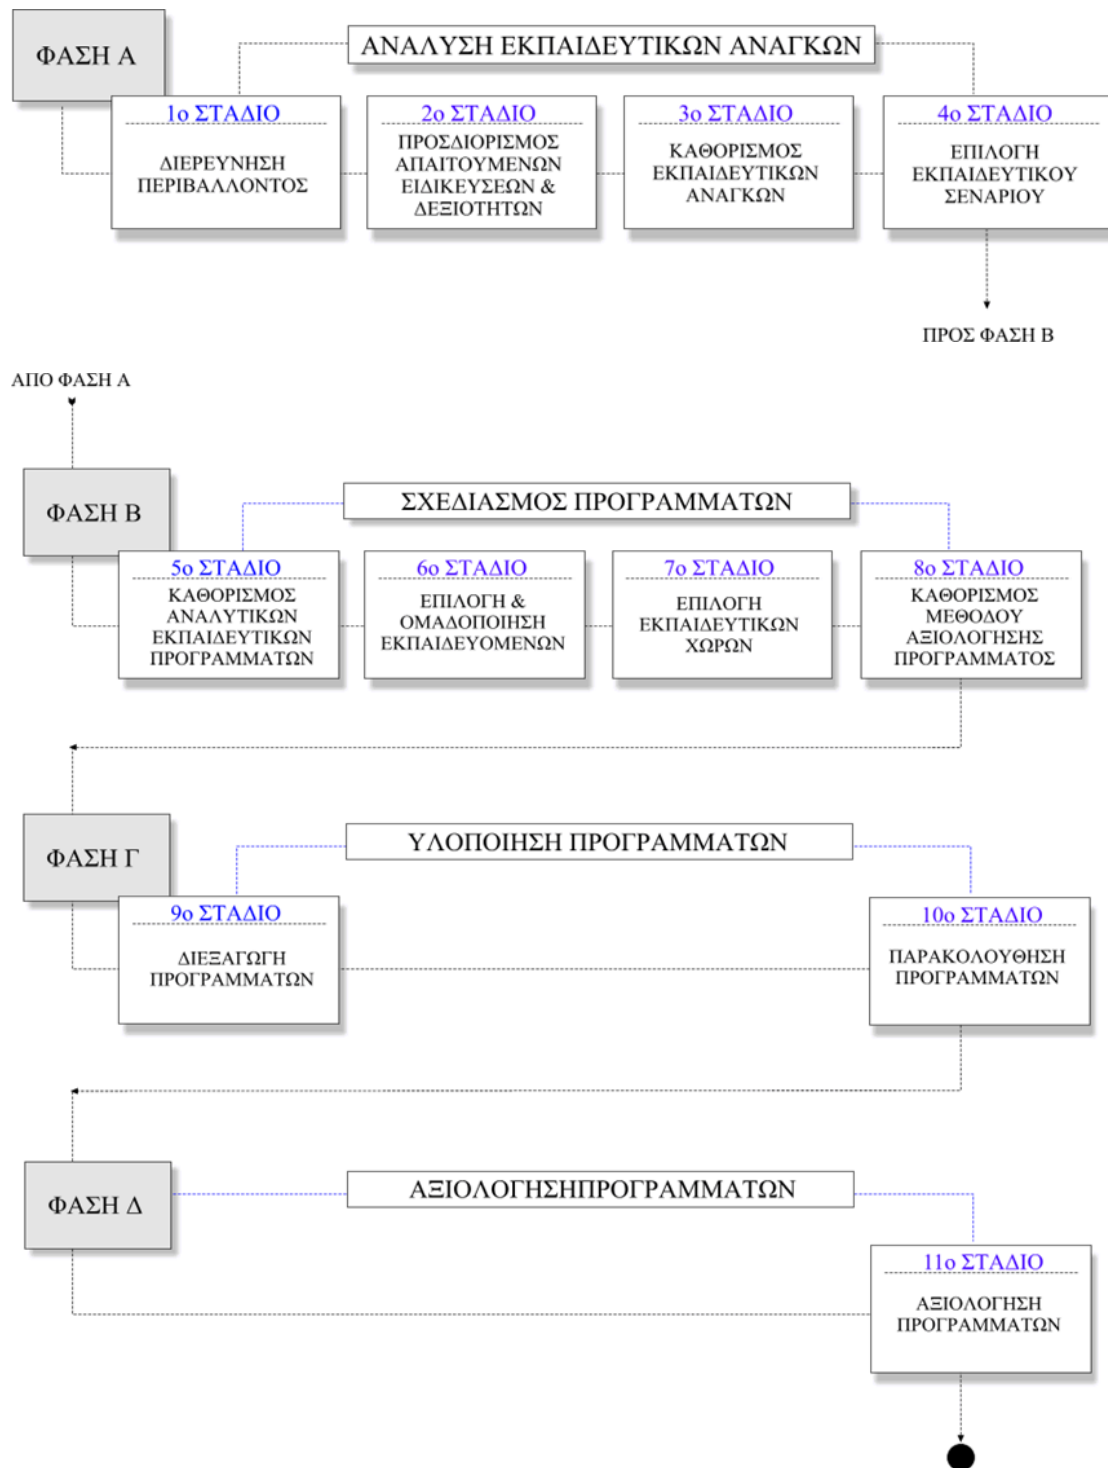 ΦΑΣΗ Α
ΑΝΑΛΥΣΗ ΕΚΠΑΙΔΕΥΤΙΚΩΝ ΑΝΑΓΚΩΝ
1ο ΣΤΑΔΙΟ
ΔΙΕΡΕΥΝΗΣΗ
ΠΕΡΙΒΑΛΛΟΝΤΟΣ
2ο ΣΤΑΔΙΟ
ΠΡΟΣΔΙΟΡΙΣΜΟΣ
ΑΠΑΙΤΟΥΜΕΝΩΝ
ΕΙΔΙΚΕΥΣΕΩΝ &
ΔΕΞΙΟΤΗΤΩΝ
3ο ΣΤΑΔΙΟ
ΚΑΘΟΡΙΣΜΟΣ
ΕΚΠΑΙΔΕΥΤΙΚΩΝ
ΑΝΑΓΚΩΝ
4ο ΣΤΑΔΙΟ
ΕΠΙΛΟΓΗ
ΕΚΠΑΙΔΕΥΤΙΚΟΥ
ΣΕΝΑΡΙΟΥ
ΠΡΟΣ ΦΑΣΗ Β
ΑΠΟ ΦΑΣΗ Α
ΦΑΣΗ Β
ΣΧΕΔΙΑΣΜΟΣ ΠΡΟΓΡΑΜΜΑΤΩΝ
5ο ΣΤΑΔΙΟ
ΚΑΘΟΡΙΣΜΟΣ
ΑΝΑΛΥΤΙΚΩΝ
ΕΚΠΑΙΔΕΥΤΙΚΩΝ
ΠΡΟΓΡΑΜΜΑΤΩΝ
6ο ΣΤΑΔΙΟ
ΕΠΙΛΟΓΗ &
ΟΜΑΔΟΠΟΙΗΣΗ
ΕΚΠΑΙΔΕΥΟΜΕΝΩΝ
7ο ΣΤΑΔΙΟ
ΕΠΙΛΟΓΗ
ΕΚΠΑΙΔΕΥΤΙΚΩΝ
ΧΩΡΩΝ
8ο ΣΤΑΔΙΟ
ΚΑΘΟΡΙΣΜΟΣ
ΜΕΘΟΔΟΥ
ΑΞΙΟΛΟΓΗΣΗΣ
ΠΡΟΓΡΑΜΜΑΤΟΣ
ΦΑΣΗ Γ
ΥΛΟΠΟΙΗΣΗ ΠΡΟΓΡΑΜΜΑΤΩΝ
9ο ΣΤΑΔΙΟ
ΔΙΕΞΑΓΩΓΗ
ΠΡΟΓΡΑΜΜΑΤΩΝ
10ο ΣΤΑΔΙΟ
ΠΑΡΑΚΟΛΟΥΘΗΣΗ
ΠΡΟΓΡΑΜΜΑΤΩΝ
ΦΑΣΗ Δ
ΑΞΙΟΛΟΓΗΣΗΠΡΟΓΡΑΜΜΑΤΩΝ
11ο ΣΤΑΔΙΟ
ΑΞΙΟΛΟΓΗΣΗ
ΠΡΟΓΡΑΜΜΑΤΩΝ